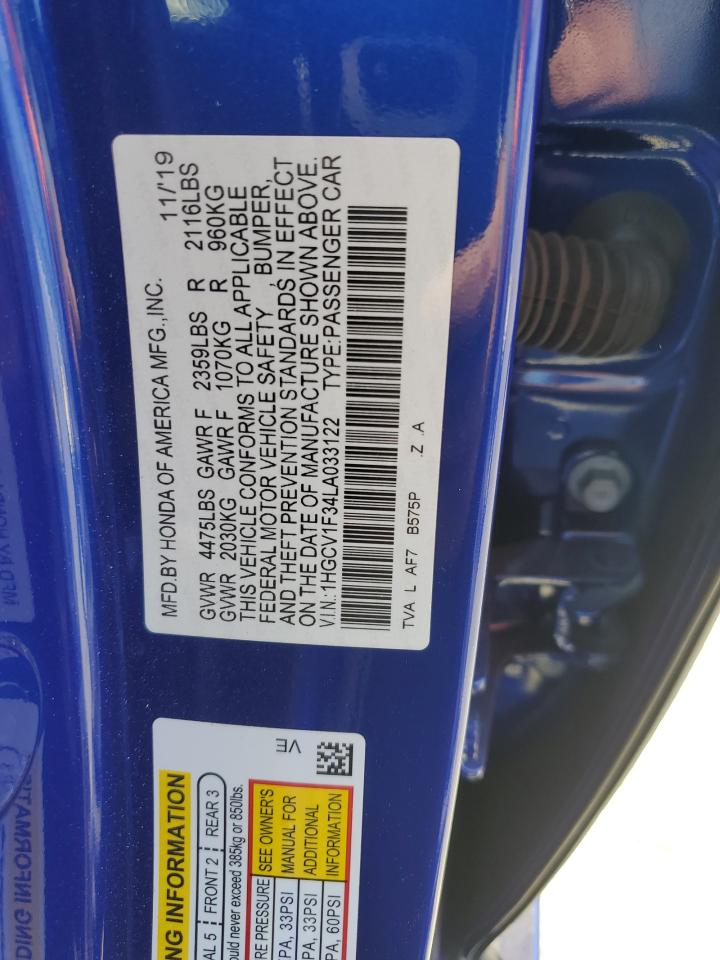 MFD.BY HONDA OF AMERICA MFG.,INC. 11/'19
GVWR 4475LBS GAWR F 2359LBS R 2116LBS
GVWR 2030KG GAWR F 1070KG R 960KG
THIS VEHICLE CONFORMS TO ALL APPLICABLE
FEDERAL MOTOR VEHICLE SAFETY , BUMPER,
AND THEFT PREVENTION STANDARDS IN EFFECT
ON THE DATE OF MANUFACTURE SHOWN ABOVE.
V.I.N.:1HGCV1F34LA033122 TYPE:PASSENGER CAR
TVA L AF7 B575P .Z .A
VE
NG INFORMATION
AL 5 FRONT 2 REAR 3
ould never exceed 385kg or 850lbs.
RE PRESSURE SEE OWNER'S
PA, 33PSI MANUAL FOR
PA, 33PSI ADDITIONAL
PA, 60PSI INFORMATION